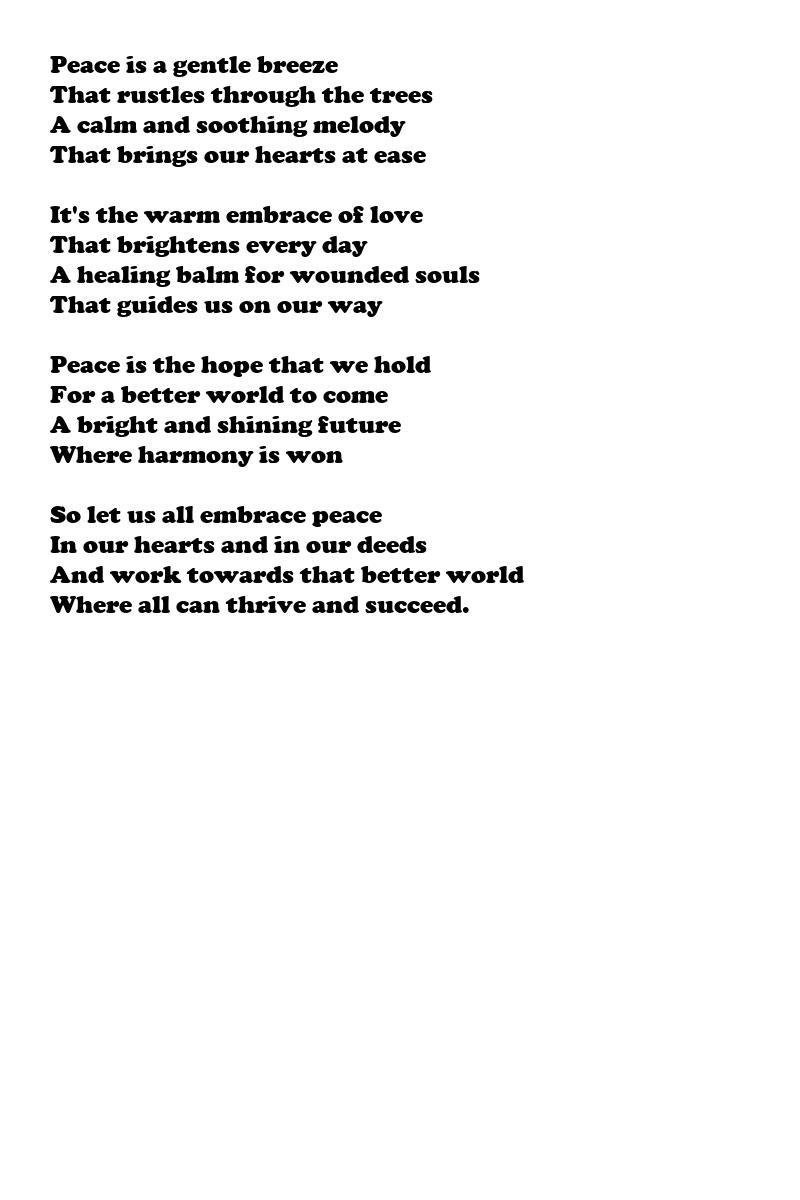 Peace is a gentle breeze
That rustles through the trees
A calm and soothing melody
That brings our hearts at ease

It's the warm embrace of love
That brightens every day
A healing balm for wounded souls
That guides us on our way

Peace is the hope that we hold
For a better world to come
A bright and shining future
Where harmony is won

So let us all embrace peace
In our hearts and in our deeds
And work towards that better world
Where all can thrive and succeed.